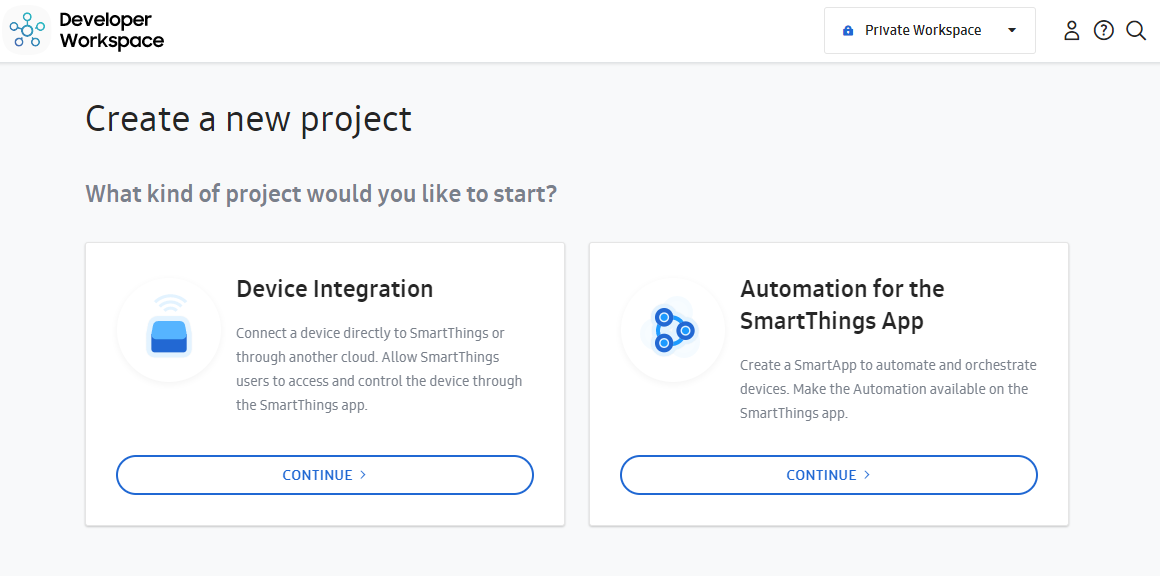 Developer
Workspace
Private Workspace
Create a new project
What kind of project would you like to start?
Device Integration
Connect a device directly to SmartThings or
through another cloud. Allow SmartThings
users to access and control the device through
the SmartThings app.
CONTINUE >
Automation for the
SmartThings App
Create a SmartApp to automate and orchestrate
devices. Make the Automation available on the
SmartThings app.
CONTINUE >